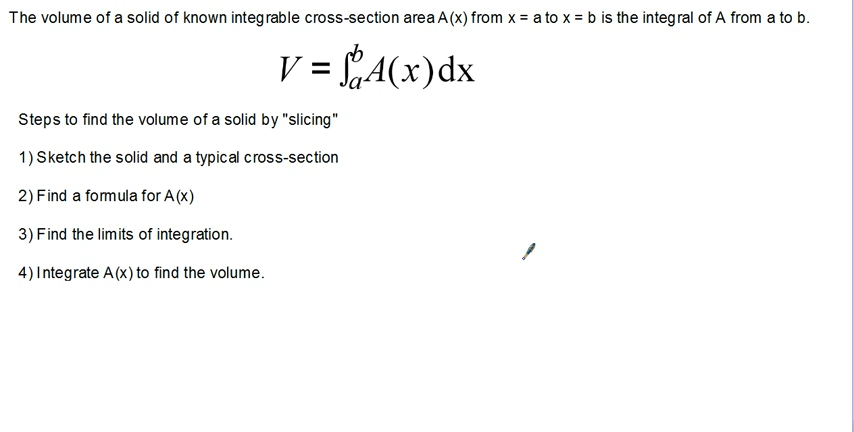 The volume of a solid of known integrable cross-section area A(x) from x = a to x = b is the integral of A from a to b.
V = ∫ₐᵇ A(x)dx
Steps to find the volume of a solid by "slicing"
1) Sketch the solid and a typical cross-section
2) Find a formula for A(x)
3) Find the limits of integration.
4) Integrate A(x) to find the volume.